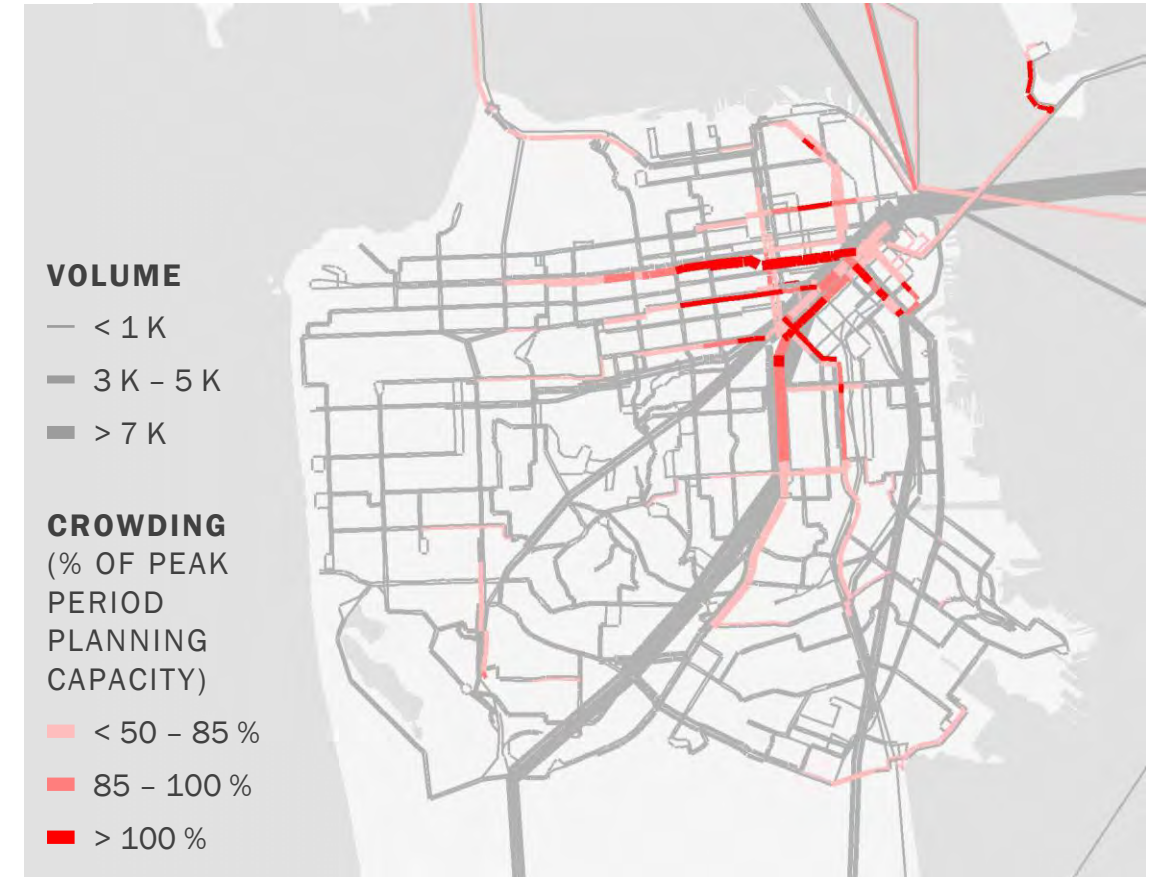 VOLUME
< 1 K
3 K – 5 K
> 7 K
CROWDING
(% OF PEAK
PERIOD
PLANNING
CAPACITY)
< 50 – 85 %
85 – 100 %
> 100 %